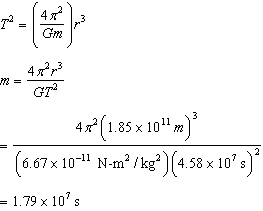 T² = (4π²/Gm) r³
m = 4π²r³/GT²
= 4π²(1.85 × 10¹¹ m)³ / (6.67 × 10⁻¹¹ N-m² / kg²)(4.58 × 10⁷ s)²
= 1.79 × 10⁷ s